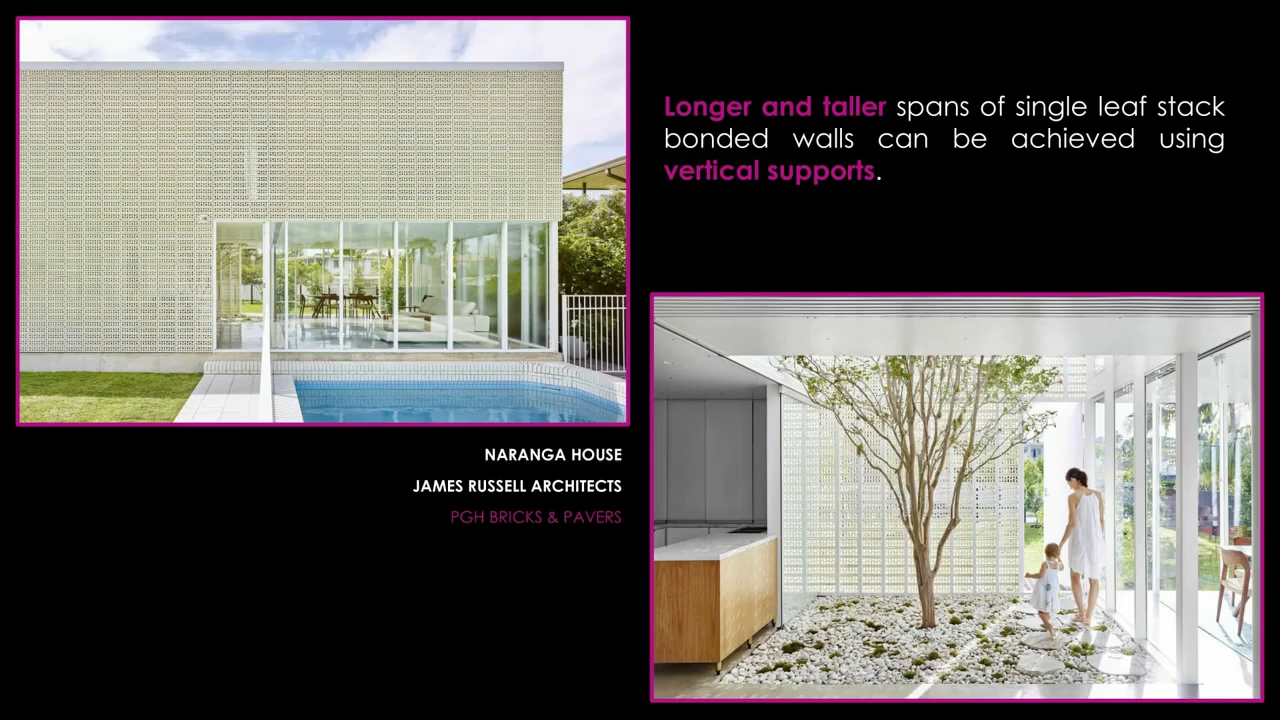 Longer and taller spans of single leaf stack
bonded walls can be achieved using
vertical supports.
NARANGA HOUSE
JAMES RUSSELL ARCHITECTS
PGH BRICKS & PAVERS